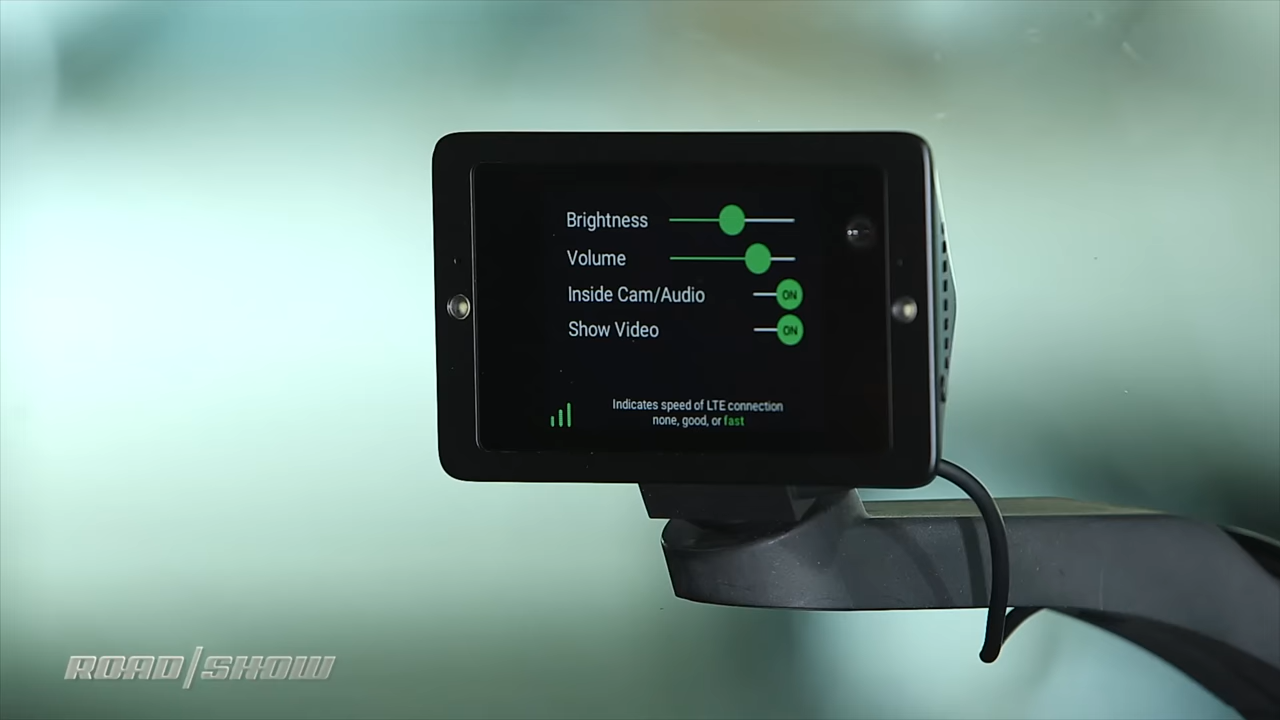 Brightness
Volume
Inside Cam/Audio ON
Show Video ON
Indicates speed of LTE connection
none, good, or fast
ROAD/SHOW